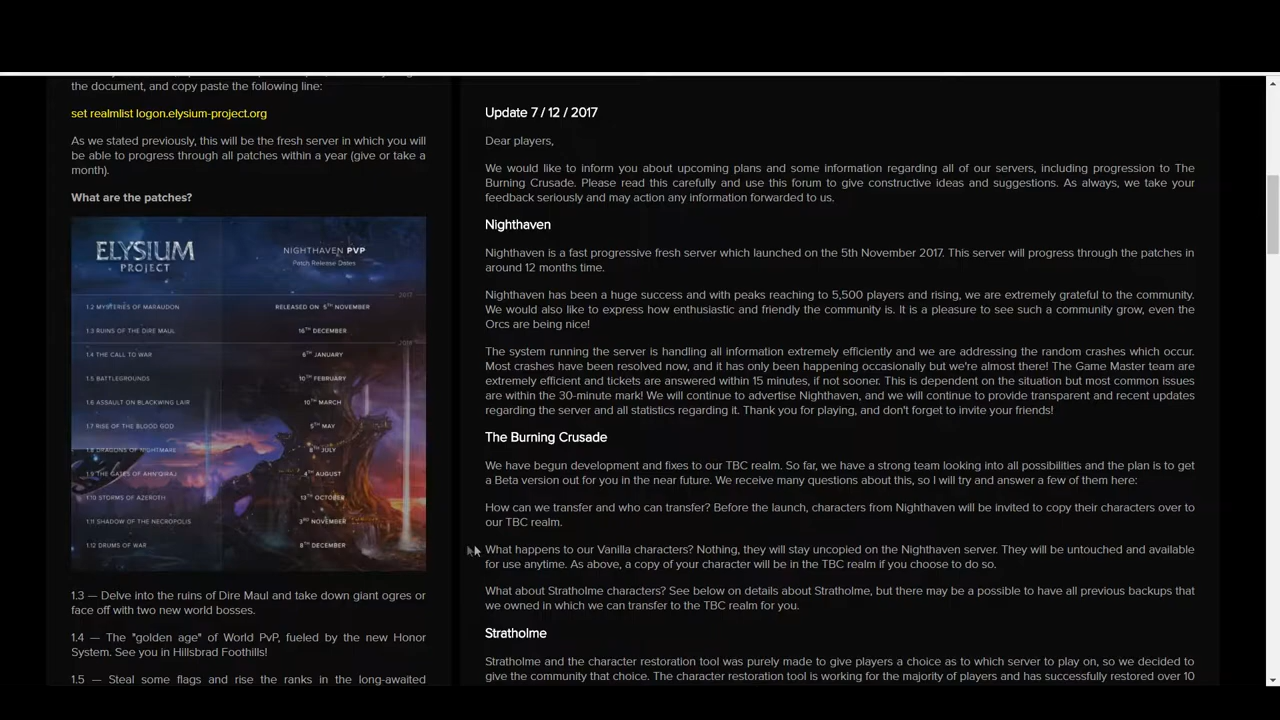 the document, and copy paste the following line:
set realmlist logon.elysium-project.org
As we stated previously, this will be the fresh server in which you will
be able to progress through all patches within a year (give or take a
month).
What are the patches?
ELYSIUM
PROJECT
NIGHTHAVEN PVP
Patch Release Dates
2017
1.2 MYSTERIES OF MARAUDON RELEASED ON 5TH NOVEMBER
1.3 RUINS OF THE DIRE MAUL 16TH DECEMBER
2018
1.4 THE CALL TO WAR 6TH JANUARY
1.5 BATTLEGROUNDS 10TH FEBRUARY
1.6 ASSAULT ON BLACKWING LAIR 10TH MARCH
1.7 RISE OF THE BLOOD GOD 5TH MAY
1.8 DRAGONS OF NIGHTMARE 8TH JULY
1.9 THE GATES OF AHN'QIRAJ 4TH AUGUST
1.10 STORMS OF AZEROTH 13TH OCTOBER
1.11 SHADOW OF THE NECROPOLIS 3RD NOVEMBER
1.12 DRUMS OF WAR 8TH DECEMBER
1.3 — Delve into the ruins of Dire Maul and take down giant ogres or
face off with two new world bosses.
1.4 — The "golden age" of World PvP, fueled by the new Honor
System. See you in Hillsbrad Foothills!
1.5 — Steal some flags and rise the ranks in the long-awaited
Update 7 / 12 / 2017
Dear players,
We would like to inform you about upcoming plans and some information regarding all of our servers, including progression to The
Burning Crusade. Please read this carefully and use this forum to give constructive ideas and suggestions. As always, we take your
feedback seriously and may action any information forwarded to us.
Nighthaven
Nighthaven is a fast progressive fresh server which launched on the 5th November 2017. This server will progress through the patches in
around 12 months time.
Nighthaven has been a huge success and with peaks reaching to 5,500 players and rising, we are extremely grateful to the community.
We would also like to express how enthusiastic and friendly the community is. It is a pleasure to see such a community grow, even the
Orcs are being nice!
The system running the server is handling all information extremely efficiently and we are addressing the random crashes which occur.
Most crashes have been resolved now, and it has only been happening occasionally but we're almost there! The Game Master team are
extremely efficient and tickets are answered within 15 minutes, if not sooner. This is dependent on the situation but most common issues
are within the 30-minute mark! We will continue to advertise Nighthaven, and we will continue to provide transparent and recent updates
regarding the server and all statistics regarding it. Thank you for playing, and don't forget to invite your friends!
The Burning Crusade
We have begun development and fixes to our TBC realm. So far, we have a strong team looking into all possibilities and the plan is to get
a Beta version out for you in the near future. We receive many questions about this, so I will try and answer a few of them here:
How can we transfer and who can transfer? Before the launch, characters from Nighthaven will be invited to copy their characters over to
our TBC realm.
What happens to our Vanilla characters? Nothing, they will stay uncopied on the Nighthaven server. They will be untouched and available
for use anytime. As above, a copy of your character will be in the TBC realm if you choose to do so.
What about Stratholme characters? See below on details about Stratholme, but there may be a possible to have all previous backups that
we owned in which we can transfer to the TBC realm for you.
Stratholme
Stratholme and the character restoration tool was purely made to give players a choice as to which server to play on, so we decided to
give the community that choice. The character restoration tool is working for the majority of players and has successfully restored over 10